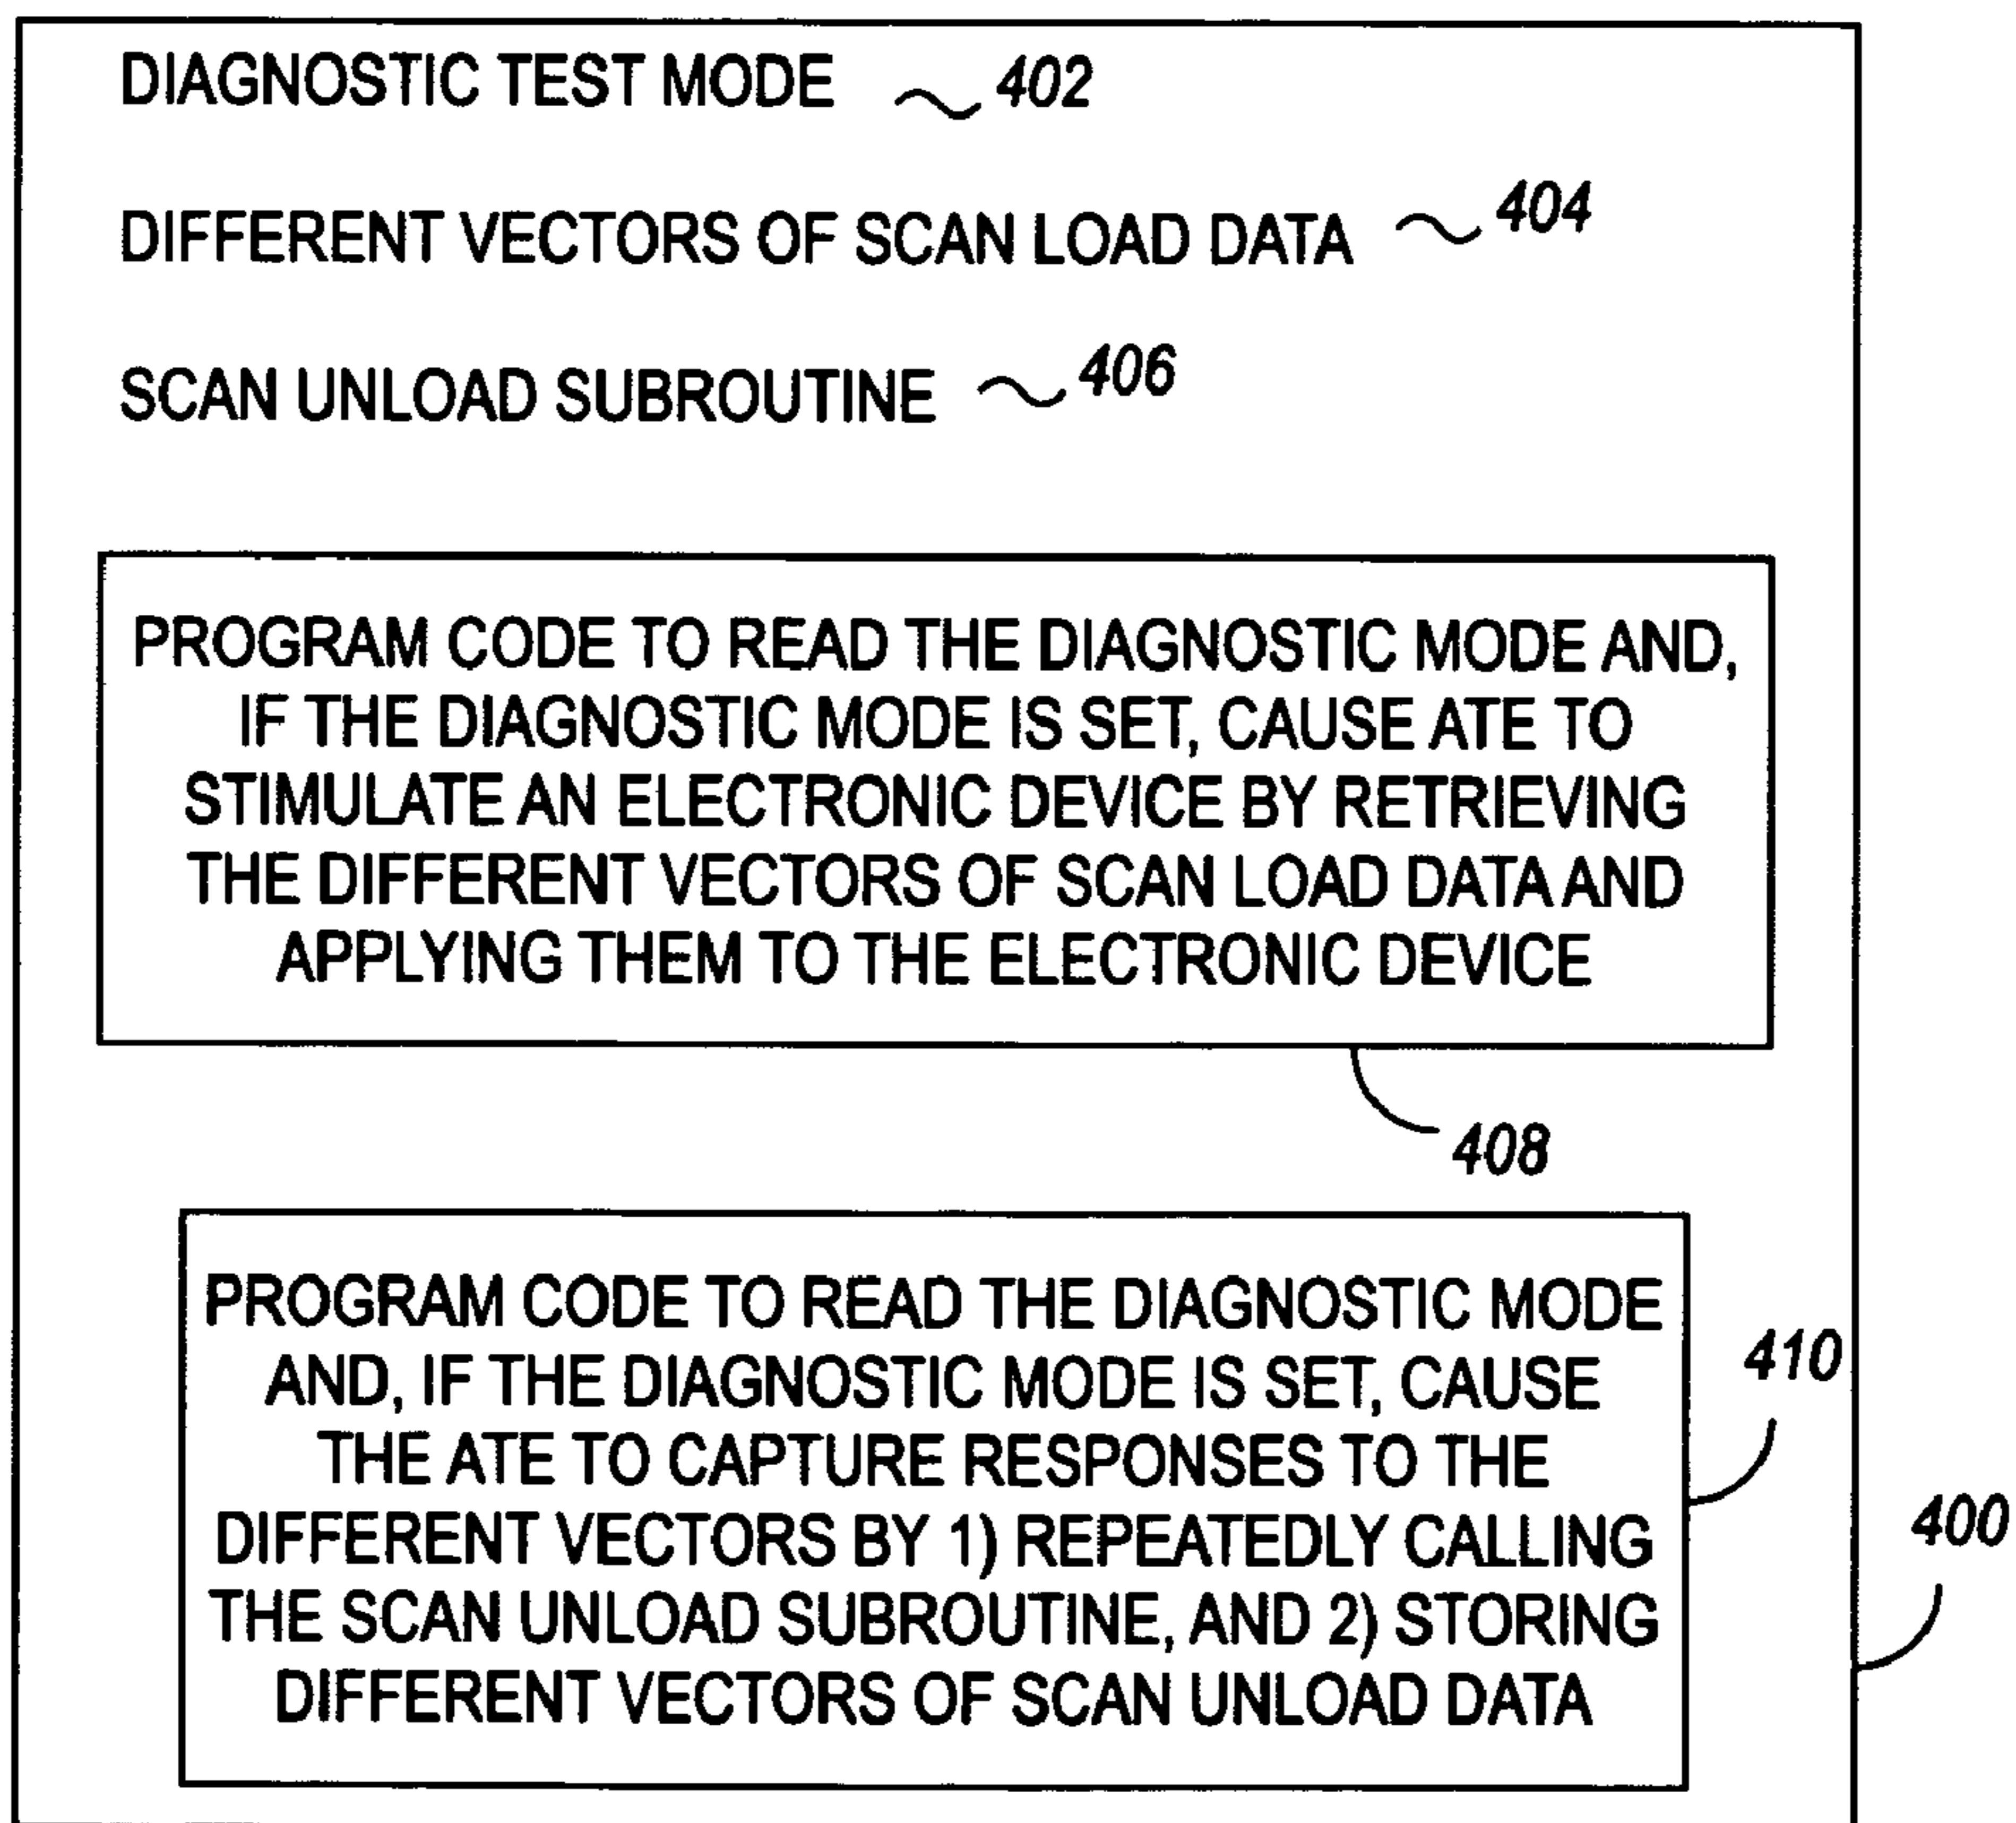 DIAGNOSTIC TEST MODE 402
DIFFERENT VECTORS OF SCAN LOAD DATA 404
SCAN UNLOAD SUBROUTINE 406
PROGRAM CODE TO READ THE DIAGNOSTIC MODE AND,
IF THE DIAGNOSTIC MODE IS SET, CAUSE ATE TO
STIMULATE AN ELECTRONIC DEVICE BY RETRIEVING
THE DIFFERENT VECTORS OF SCAN LOAD DATA AND
APPLYING THEM TO THE ELECTRONIC DEVICE
408
PROGRAM CODE TO READ THE DIAGNOSTIC MODE
AND, IF THE DIAGNOSTIC MODE IS SET, CAUSE
THE ATE TO CAPTURE RESPONSES TO THE
DIFFERENT VECTORS BY 1) REPEATEDLY CALLING
THE SCAN UNLOAD SUBROUTINE, AND 2) STORING
DIFFERENT VECTORS OF SCAN UNLOAD DATA
410
400